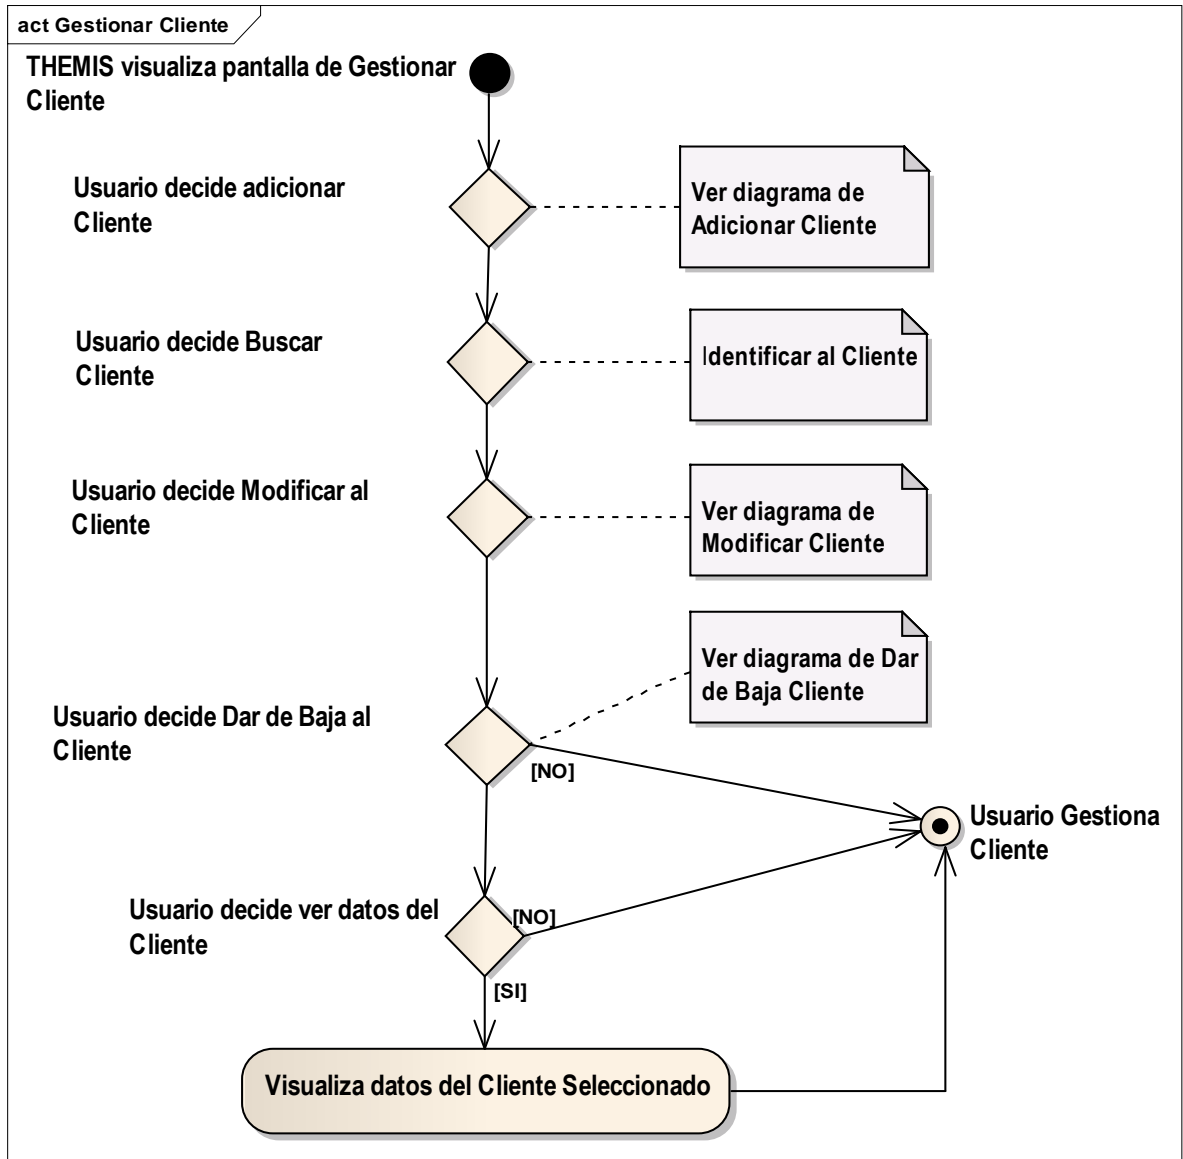 act Gestionar Cliente
THEMIS visualiza pantalla de Gestionar
Cliente
Usuario decide adicionar
Cliente
Ver diagrama de
Adicionar Cliente
Usuario decide Buscar
Cliente
Identificar al Cliente
Usuario decide Modificar al
Cliente
Ver diagrama de
Modificar Cliente
Ver diagrama de Dar
de Baja Cliente
Usuario decide Dar de Baja al
Cliente
[NO]
Usuario Gestiona
Cliente
Usuario decide ver datos del
Cliente
[NO]
[SI]
Visualiza datos del Cliente Seleccionado